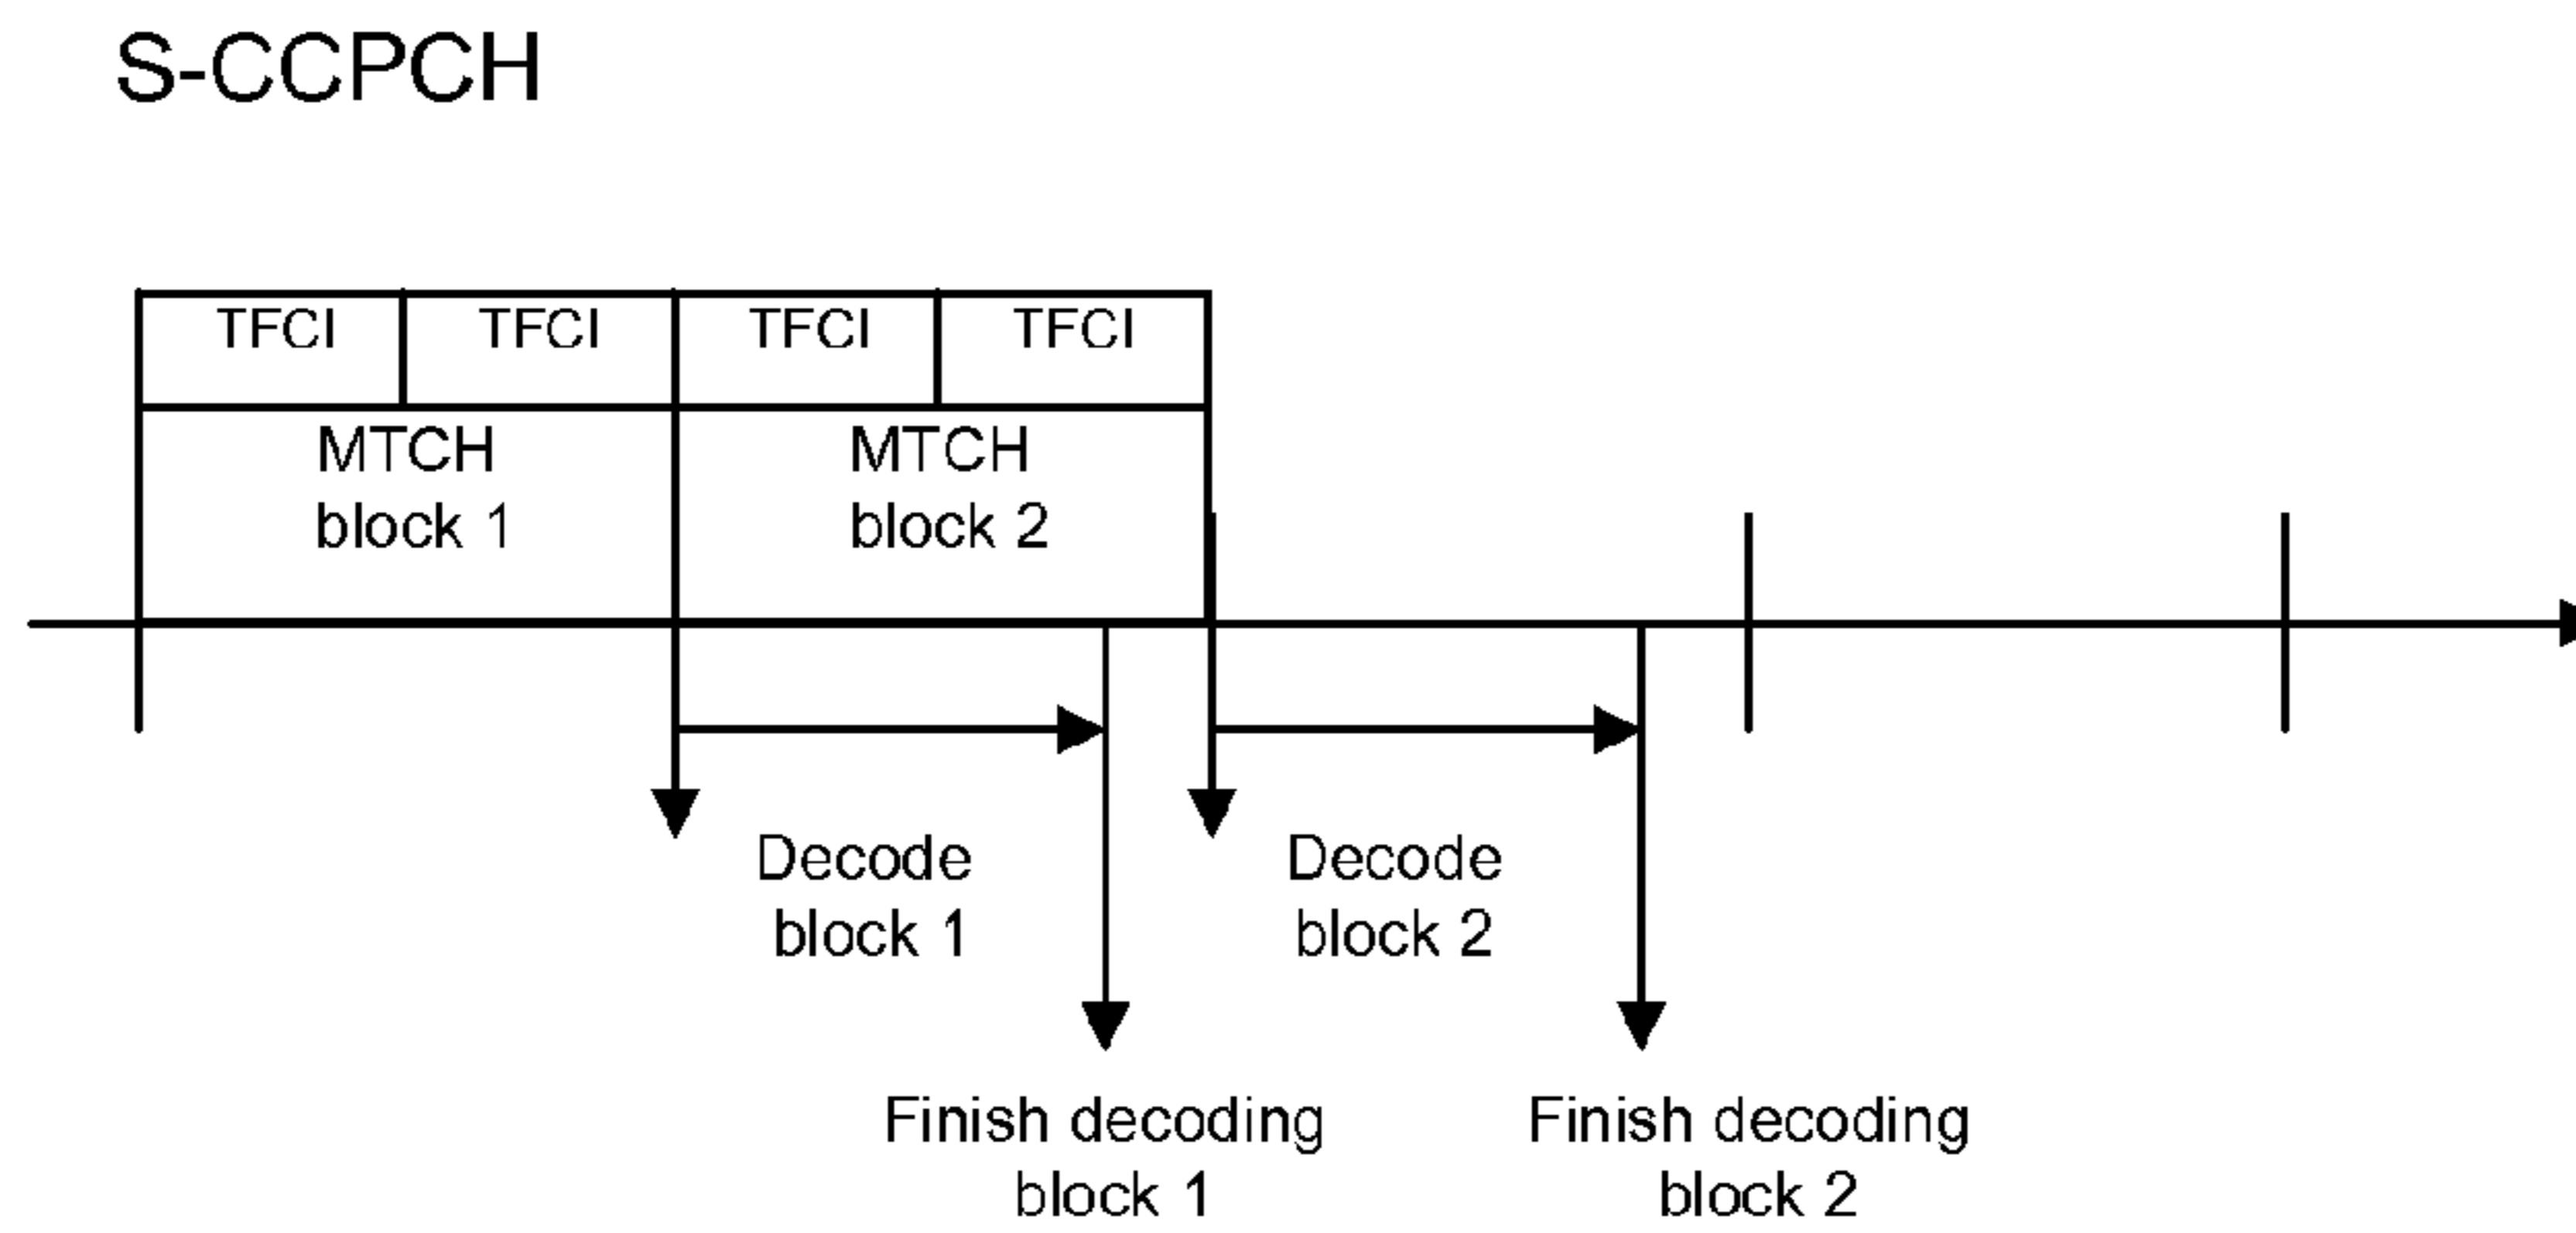 S-CCPCH
TFCI TFCI TFCI TFCI
MTCH
block 1
MTCH
block 2
Decode
block 1
Decode
block 2
Finish decoding
block 1
Finish decoding
block 2